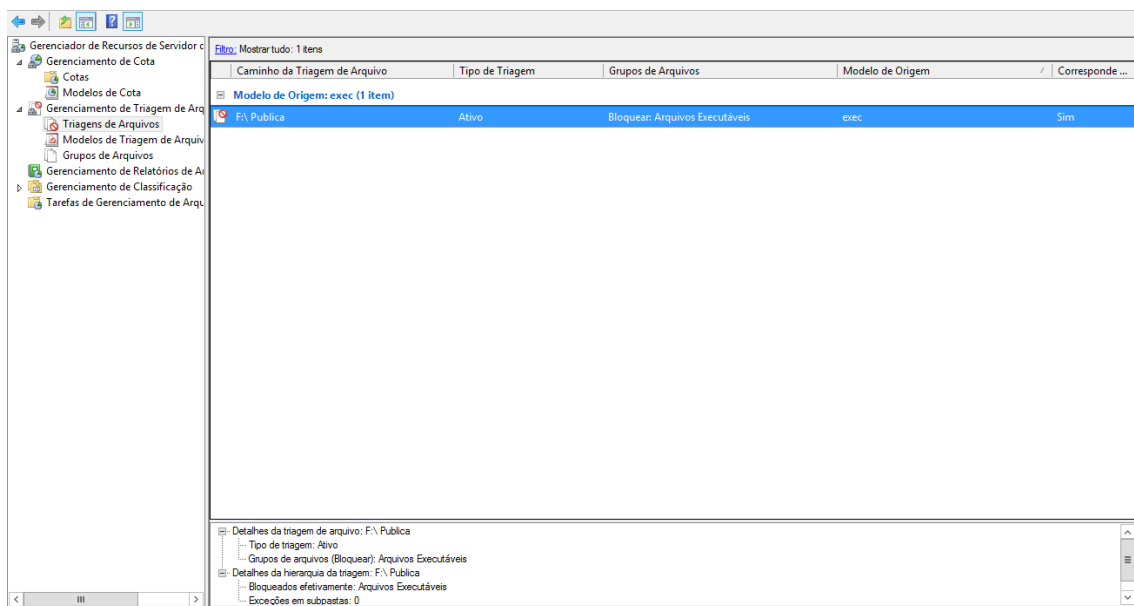 Gerenciador de Recursos de Servidor c
Gerenciamento de Cota
Cotas
Modelos de Cota
Gerenciamento de Triagem de Arq
Triagens de Arquivos
Modelos de Triagem de Arquiv
Grupos de Arquivos
Gerenciamento de Relatórios de Ar
Gerenciamento de Classificação
Tarefas de Gerenciamento de Arqu
Filtro: Mostrar tudo: 1 itens
Caminho da Triagem de Arquivo Tipo de Triagem Grupos de Arquivos Modelo de Origem Corresponde ...
Modelo de Origem: exec (1 item)
F:\ Publica Ativo Bloquear: Arquivos Executáveis exec Sim
Detalhes da triagem de arquivo: F:\ Publica
Tipo de triagem: Ativo
Grupos de arquivos (Bloquear): Arquivos Executáveis
Detalhes da hierarquia da triagem: F:\ Publica
Bloqueados efetivamente: Arquivos Executáveis
Exceções em subpastas: 0